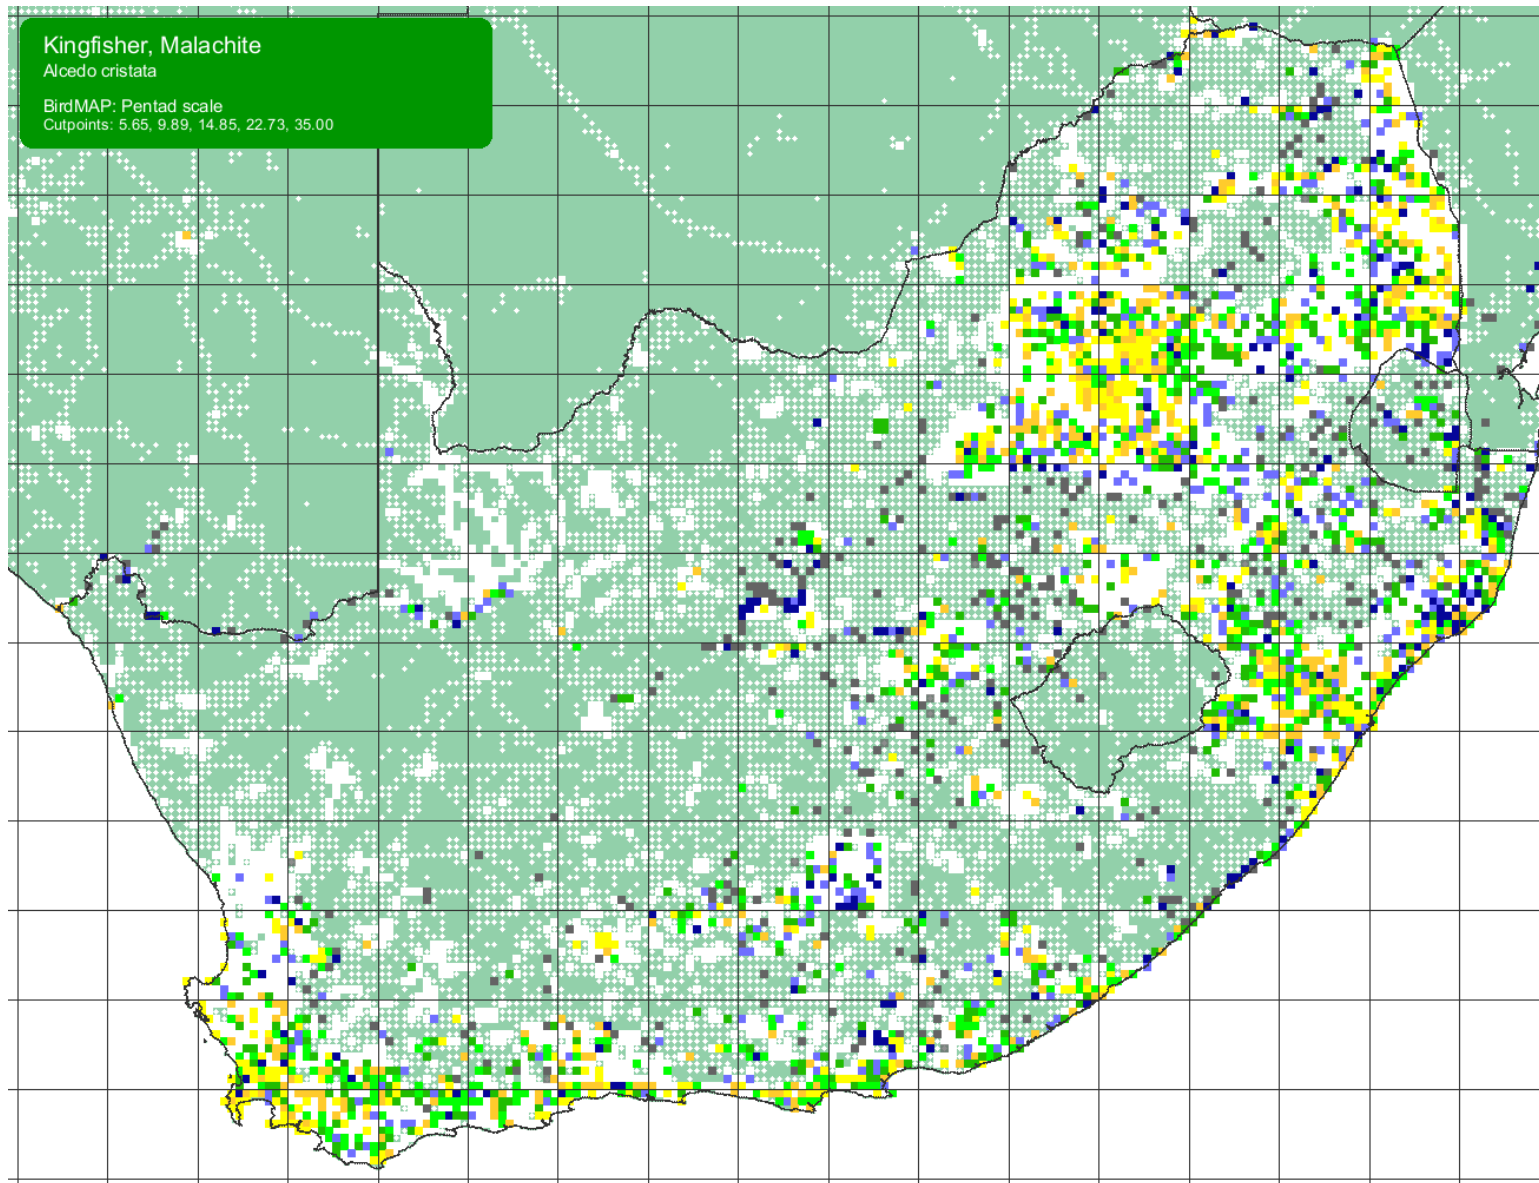 Kingfisher, Malachite
Alcedo cristata
BirdMAP: Pentad scale
Cutpoints: 5.65, 9.89, 14.85, 22.73, 35.00